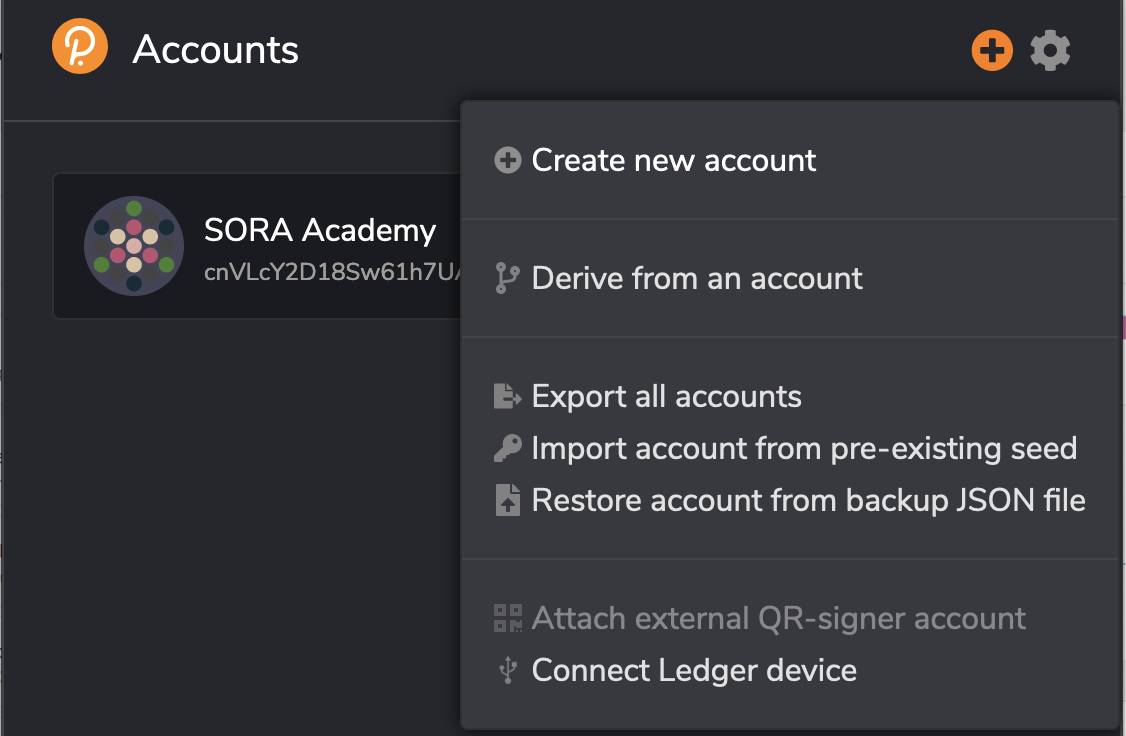 Accounts
Create new account
SORA Academy
cnVLcY2D18Sw61h7U
Derive from an account
Export all accounts
Import account from pre-existing seed
Restore account from backup JSON file
Attach external QR-signer account
Connect Ledger device